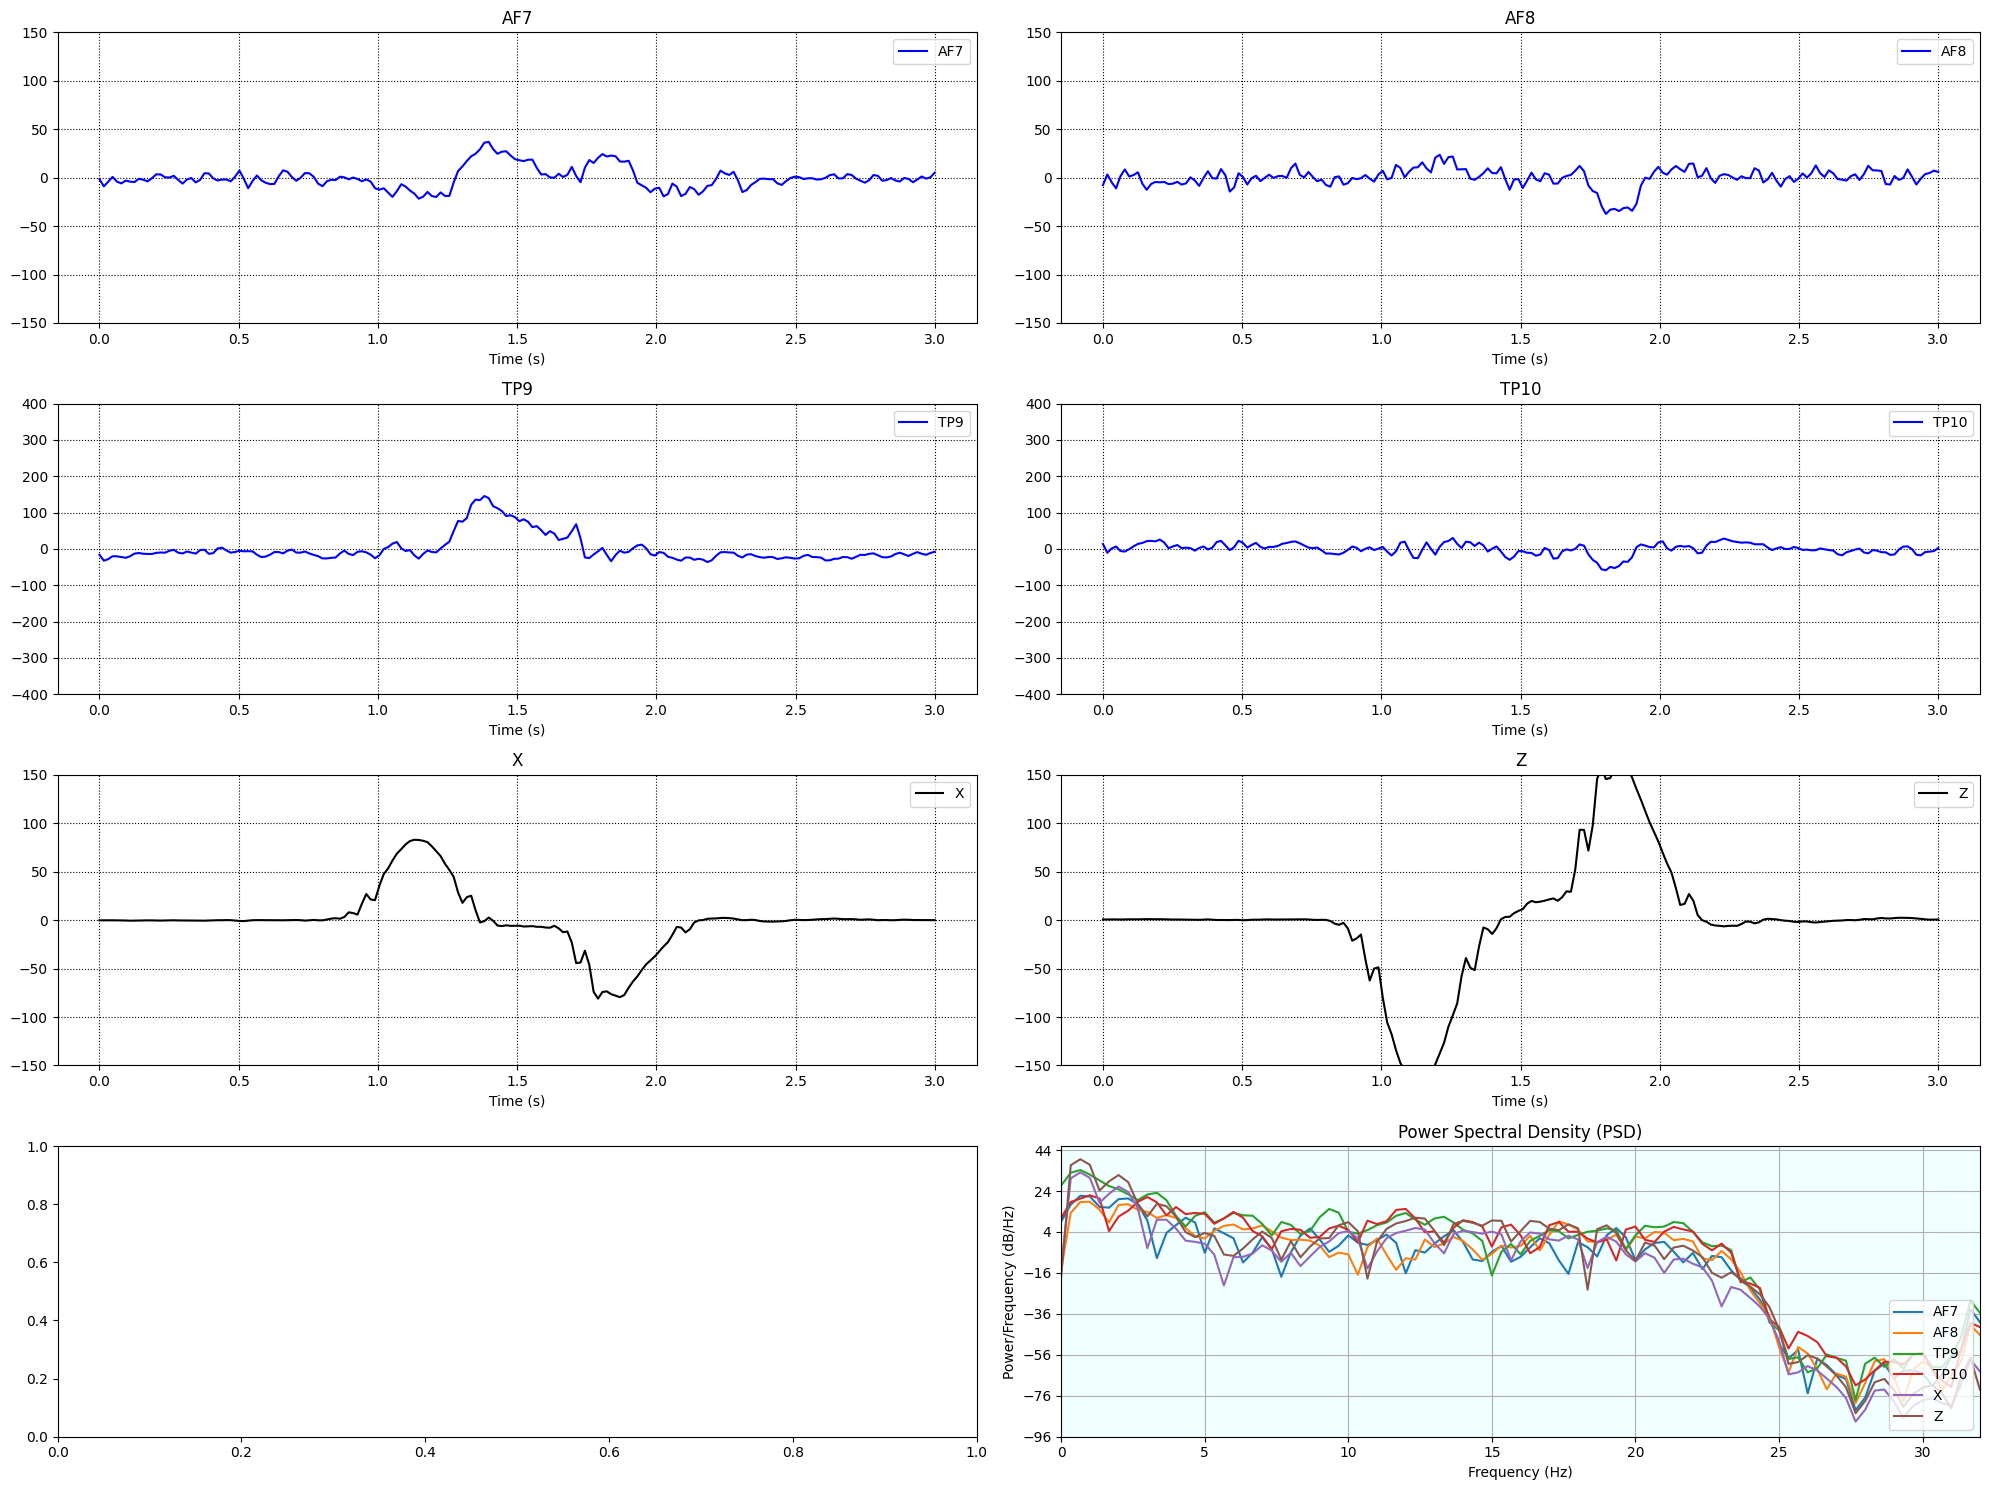 AF7
150
100
50
0
−50
−100
−150
0.0 0.5 1.0 1.5 2.0 2.5 3.0
Time (s)
AF7
AF8
150
100
50
0
−50
−100
−150
0.0 0.5 1.0 1.5 2.0 2.5 3.0
Time (s)
AF8
TP9
400
300
200
100
0
−100
−200
−300
−400
0.0 0.5 1.0 1.5 2.0 2.5 3.0
Time (s)
TP9
TP10
400
300
200
100
0
−100
−200
−300
−400
0.0 0.5 1.0 1.5 2.0 2.5 3.0
Time (s)
TP10
X
150
100
50
0
−50
−100
−150
0.0 0.5 1.0 1.5 2.0 2.5 3.0
Time (s)
X
Z
150
100
50
0
−50
−100
−150
0.0 0.5 1.0 1.5 2.0 2.5 3.0
Time (s)
Z
1.0
0.8
0.6
0.4
0.2
0.0
0.0 0.2 0.4 0.6 0.8 1.0
Power Spectral Density (PSD)
Power/Frequency (dB/Hz)
44
24
4
−16
−36
−56
−76
−96
0 5 10 15 20 25 30
Frequency (Hz)
AF7
AF8
TP9
TP10
X
Z